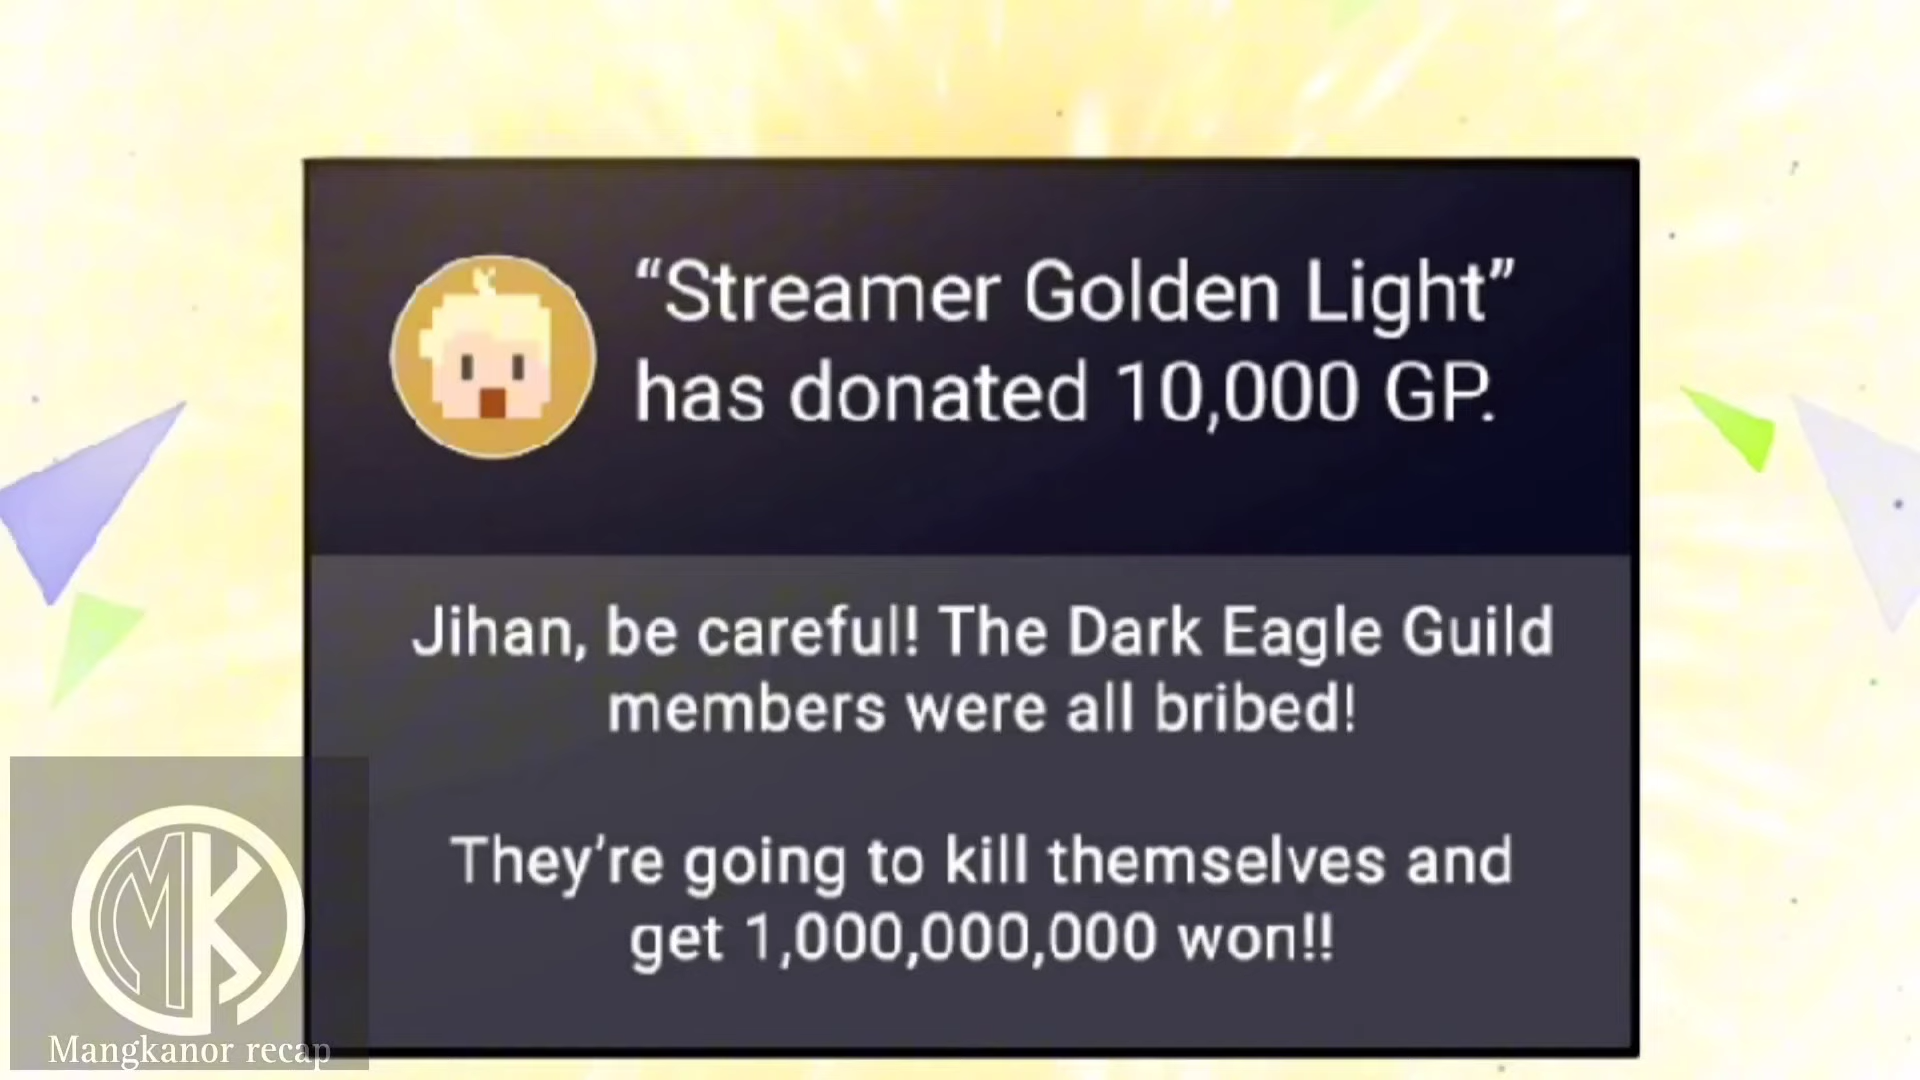 “Streamer Golden Light”
has donated 10,000 GP.
Jihan, be careful! The Dark Eagle Guild
members were all bribed!
They’re going to kill themselves and
get 1,000,000,000 won!!
MK
Mangkanor recap